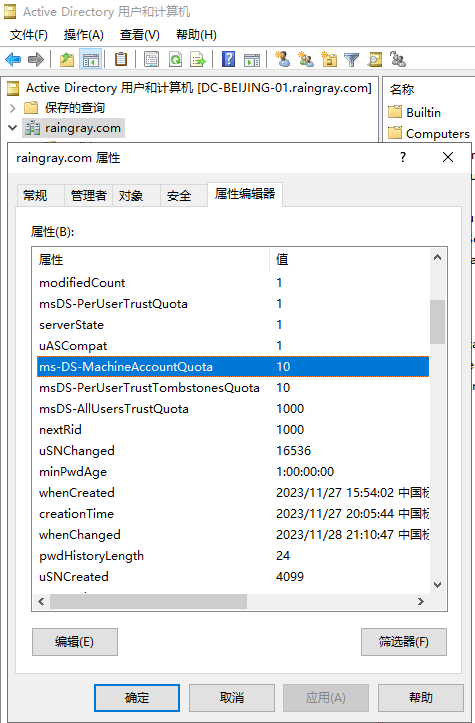 Active Directory 用户和计算机
文件(F) 操作(A) 查看(V) 帮助(H)
Active Directory 用户和计算机 [DC-BEIJING-01.raingray.com]
保存的查询
raingray.com
名称
Builtin
Computers
raingray.com 属性
? ×
常规 管理者 对象 安全 属性编辑器
属性(B):
属性 值
modifiedCount 1
msDS-PerUserTrustQuota 1
serverState 1
uASCompat 1
ms-DS-MachineAccountQuota 10
msDS-PerUserTrustTombstonesQuota 10
msDS-AllUsersTrustQuota 1000
nextRid 1000
uSNChanged 16536
minPwdAge 1:00:00:00
whenCreated 2023/11/27 15:54:02 中国标
creationTime 2023/11/27 20:05:44 中国标
whenChanged 2023/11/28 21:10:47 中国标
pwdHistoryLength 24
uSNCreated 4099
编辑(E) 筛选器(F)
确定 取消 应用(A) 帮助